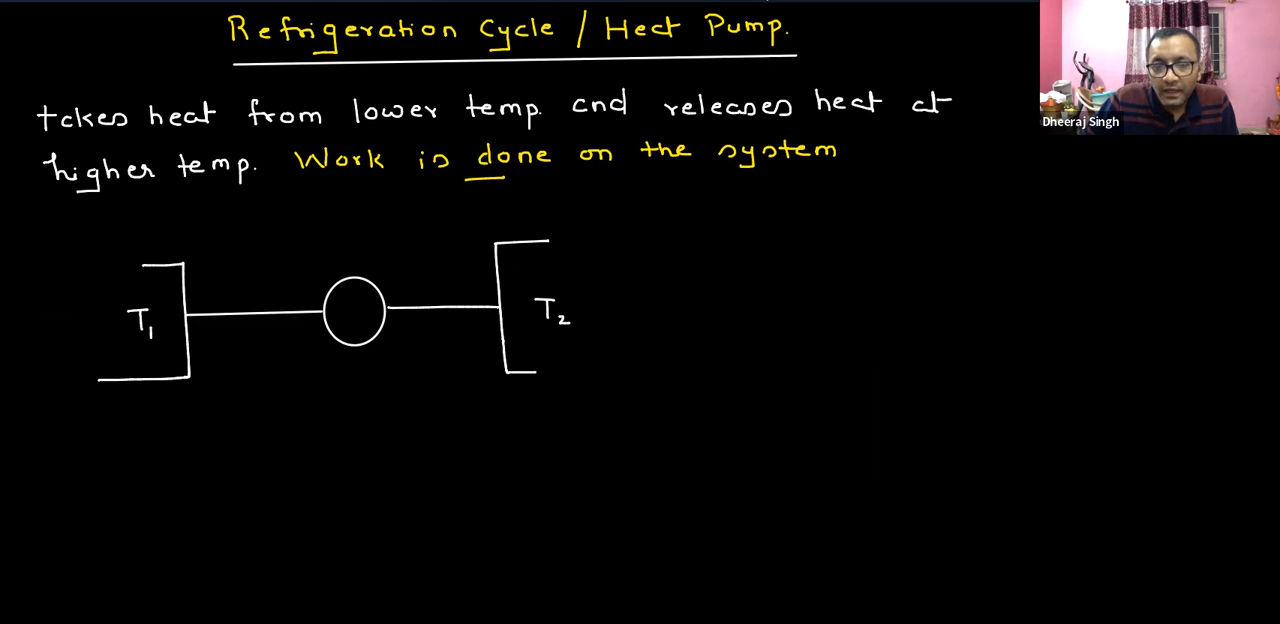 Refrigeration Cycle / Heat Pump.
takes heat from lower temp. and releases heat at
higher temp. Work is done on the system
T1
T2
Dheeraj Singh